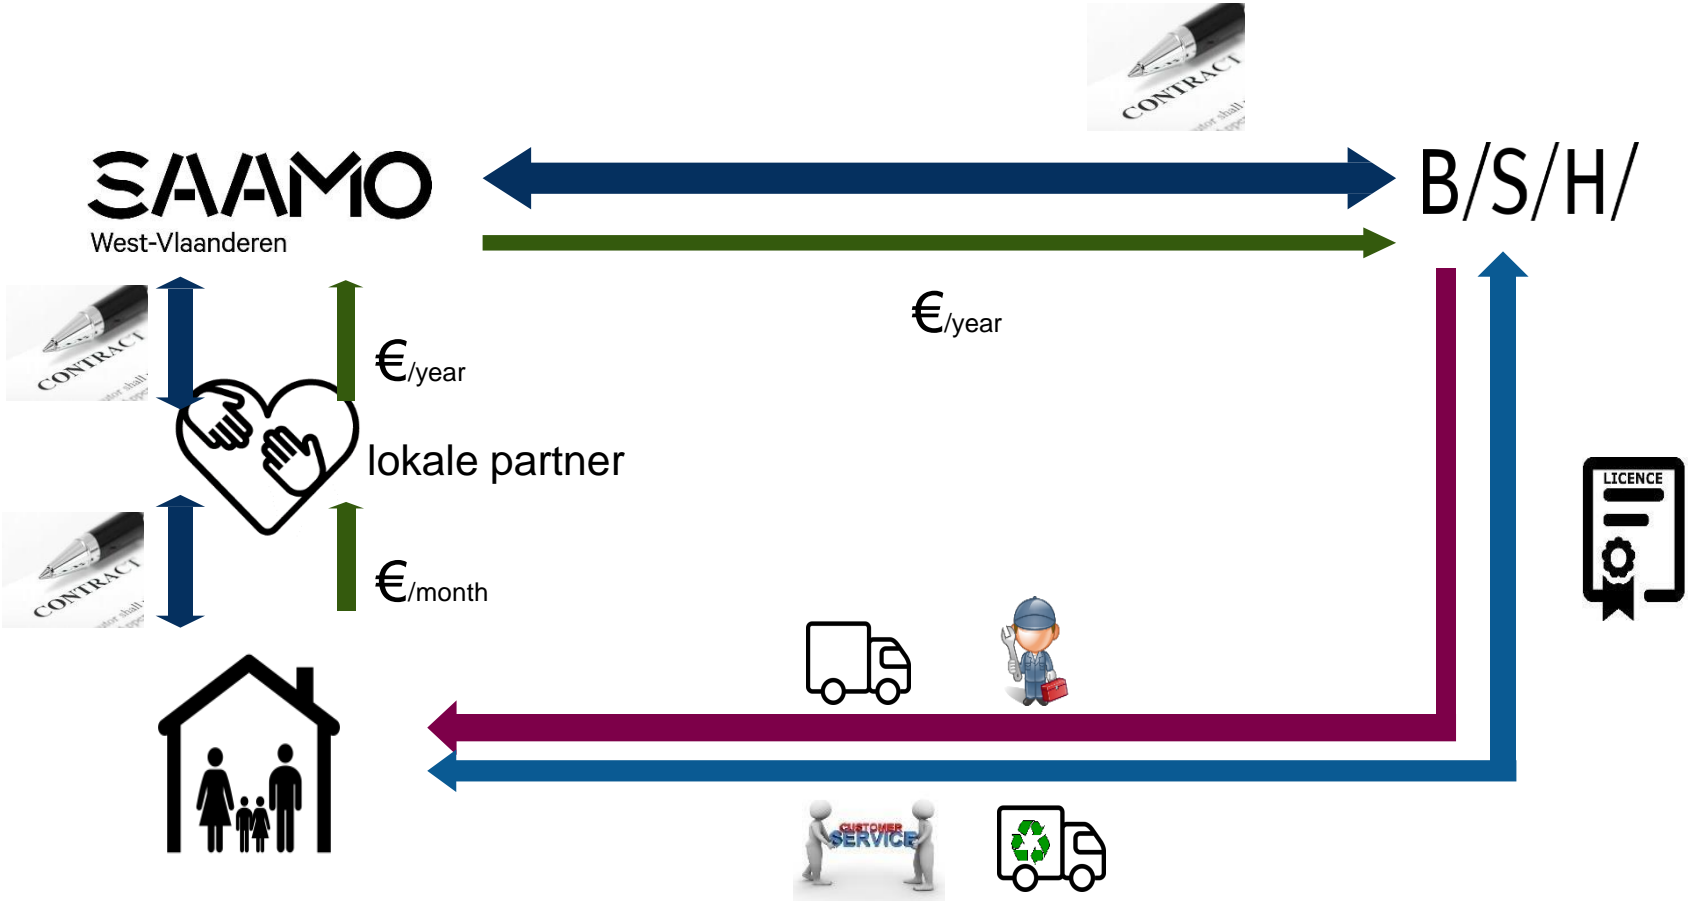 CONTRACT
SAAMO
West-Vlaanderen
B/S/H/
€/year
CONTRACT
€/year
lokale partner
LICENCE
CONTRACT
€/month
CUSTOMER
SERVICE